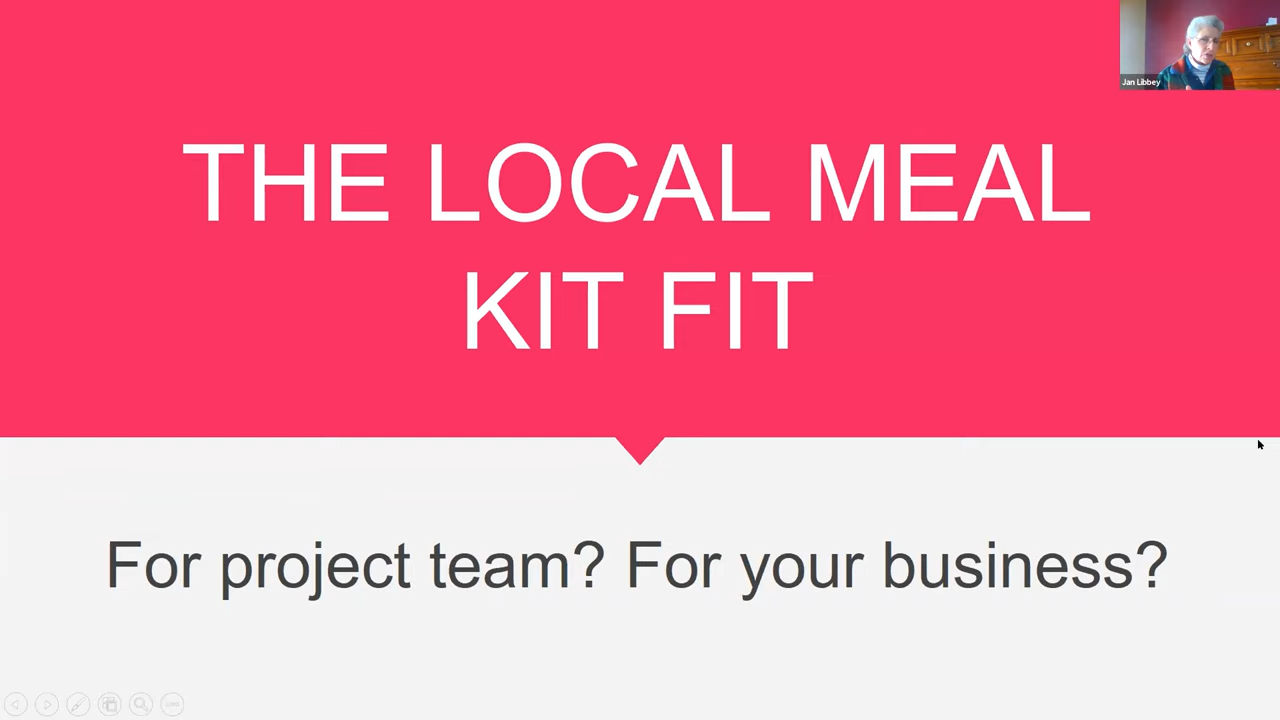 Jan Libbey
THE LOCAL MEAL
KIT FIT
For project team? For your business?